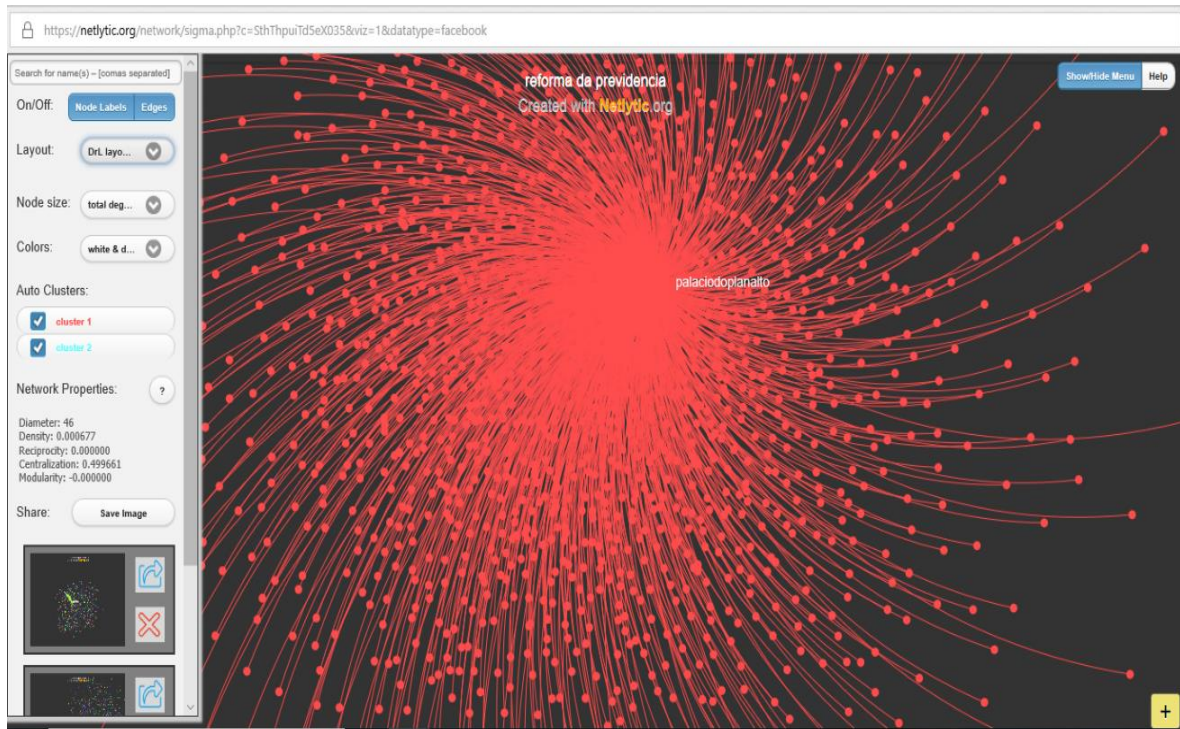 https://netlytic.org/network/sigma.php?c=SthThpuiTd5eX035&viz=1&datatype=facebook
Search for name(s) – [comas separated]
On/Off: Node Labels Edges
Layout: DrL layo...
Node size: total deg...
Colors: white & d...
Auto Clusters:
cluster 1
cluster 2
Network Properties: ?
Diameter: 46
Density: 0.000677
Reciprocity: 0.000000
Centralization: 0.499661
Modularity: -0.000000
Share: Save Image
reforma da previdencia
Created with Netlytic.org
Show/Hide Menu Help
palaciodoplanalto
+